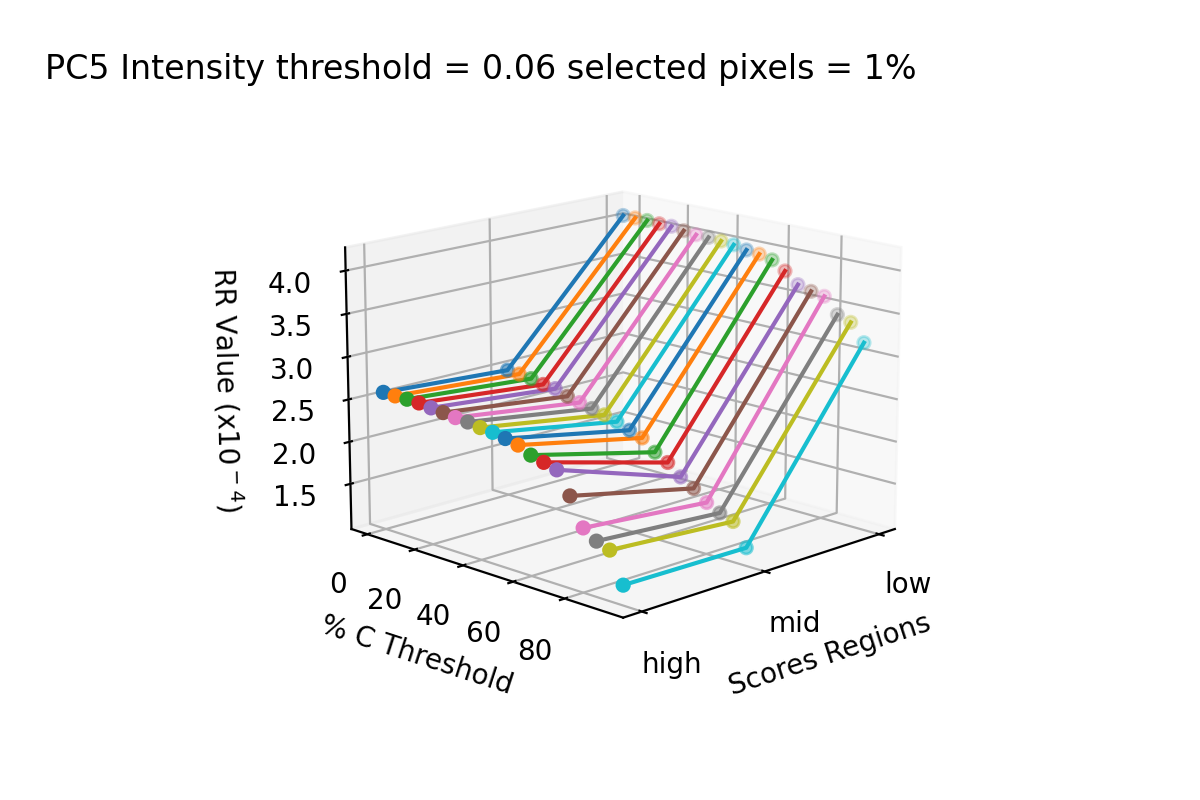 PC5 Intensity threshold = 0.06 selected pixels = 1%
RR Value (x10⁻⁴)
4.0
3.5
3.0
2.5
2.0
1.5
0
20
40
60
80
% C Threshold
high
mid
low
Scores Regions